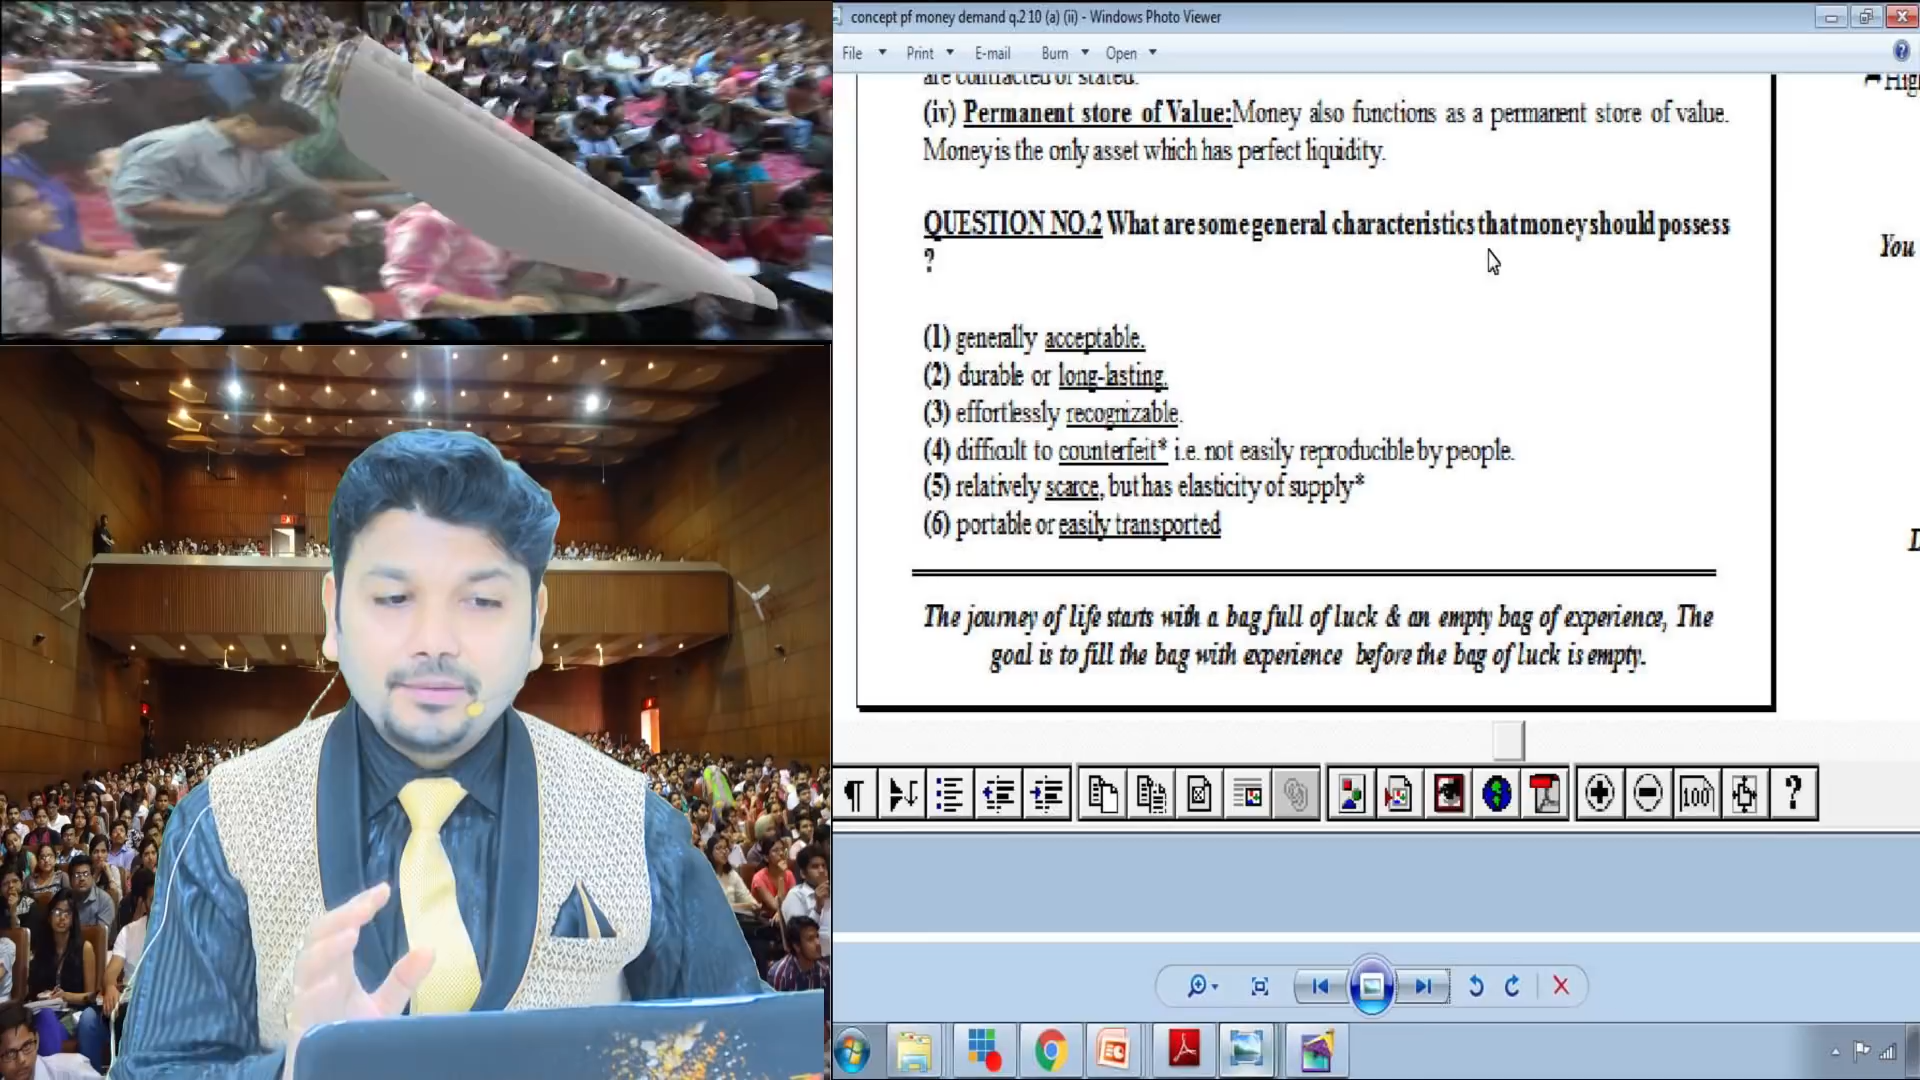 concept pf money demand q.2 10 (a) (ii) - Windows Photo Viewer
File Print E-mail Burn Open
are contracted or stated.
(iv) Permanent store of Value:Money also functions as a permanent store of value.
Money is the only asset which has perfect liquidity.
QUESTION NO.2 What are some general characteristics that money should possess
?
(1) generally acceptable.
(2) durable or long-lasting.
(3) effortlessly recognizable.
(4) difficult to counterfeit* i.e. not easily reproducible by people.
(5) relatively scarce, but has elasticity of supply*
(6) portable or easily transported
The journey of life starts with a bag full of luck & an empty bag of experience, The
goal is to fill the bag with experience before the bag of luck is empty.
You
100
EXIT